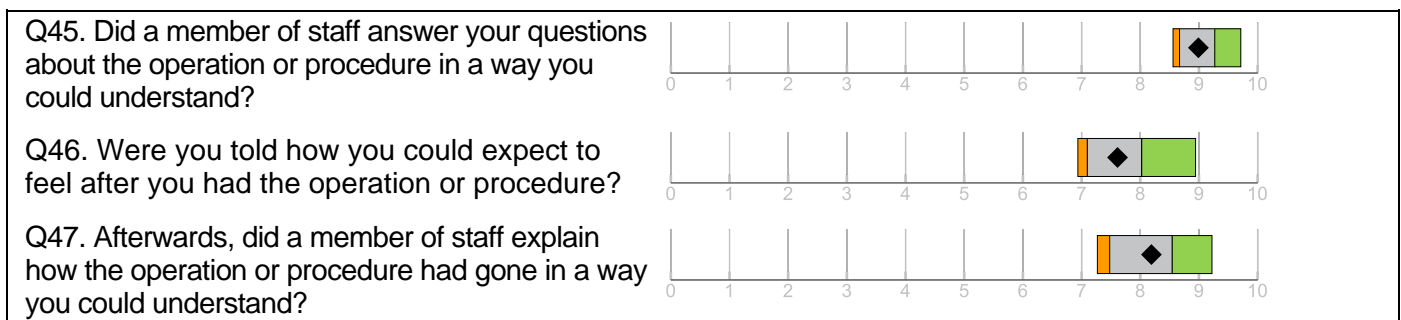 Q45. Did a member of staff answer your questions
about the operation or procedure in a way you
could understand?
0 1 2 3 4 5 6 7 8 9 10
Q46. Were you told how you could expect to
feel after you had the operation or procedure?
0 1 2 3 4 5 6 7 8 9 10
Q47. Afterwards, did a member of staff explain
how the operation or procedure had gone in a way
you could understand?
0 1 2 3 4 5 6 7 8 9 10